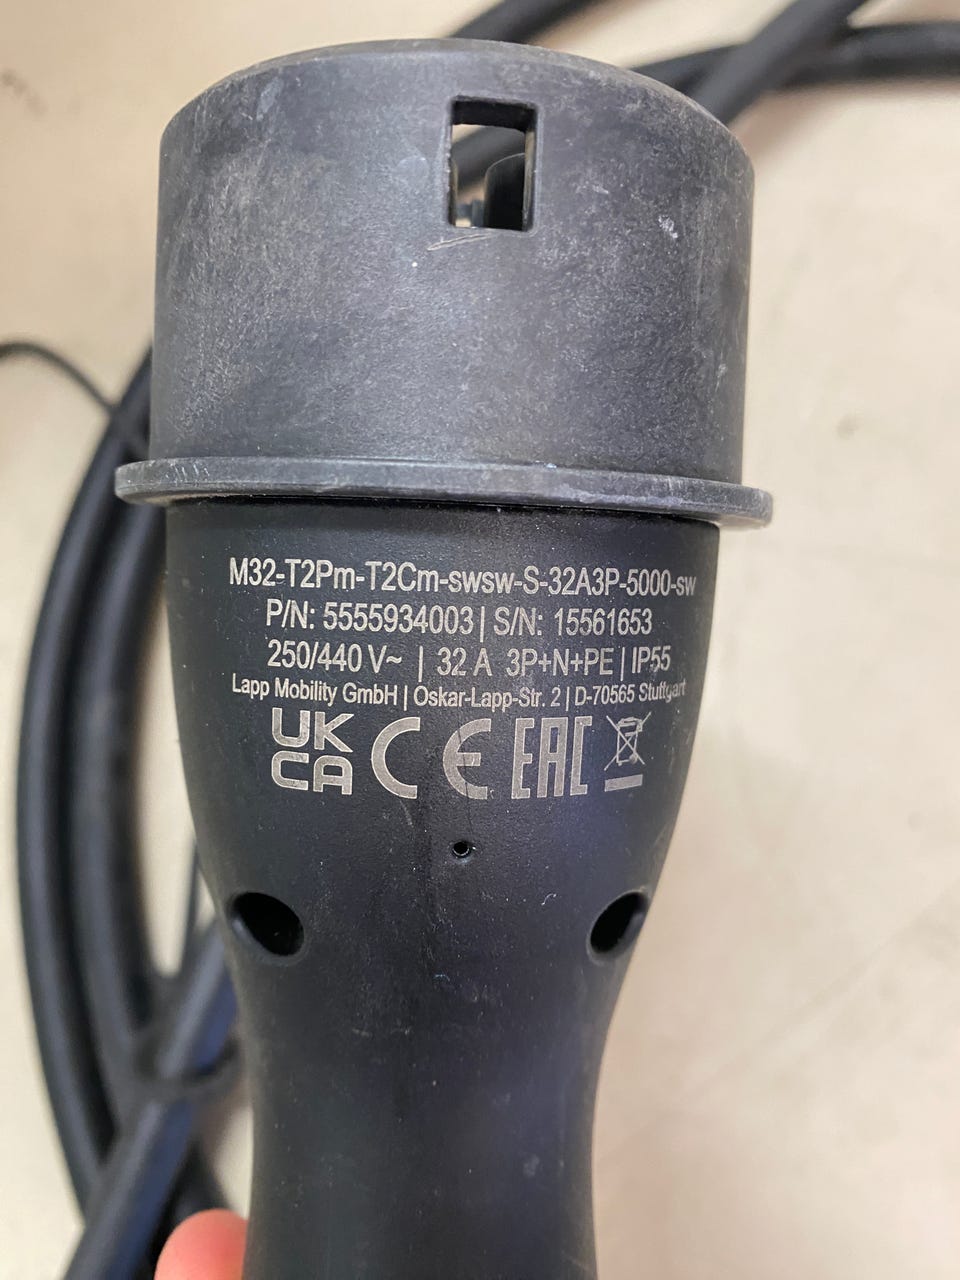 M32-T2Pm-T2Cm-swsw-S-32A3P-5000-sw
P/N: 5555934003 | S/N: 15561653
250/440 V~ | 32 A 3P+N+PE | IP55
Lapp Mobility GmbH | Oskar-Lapp-Str. 2 | D-70565 Stuttgart
UK
CA CE EAC